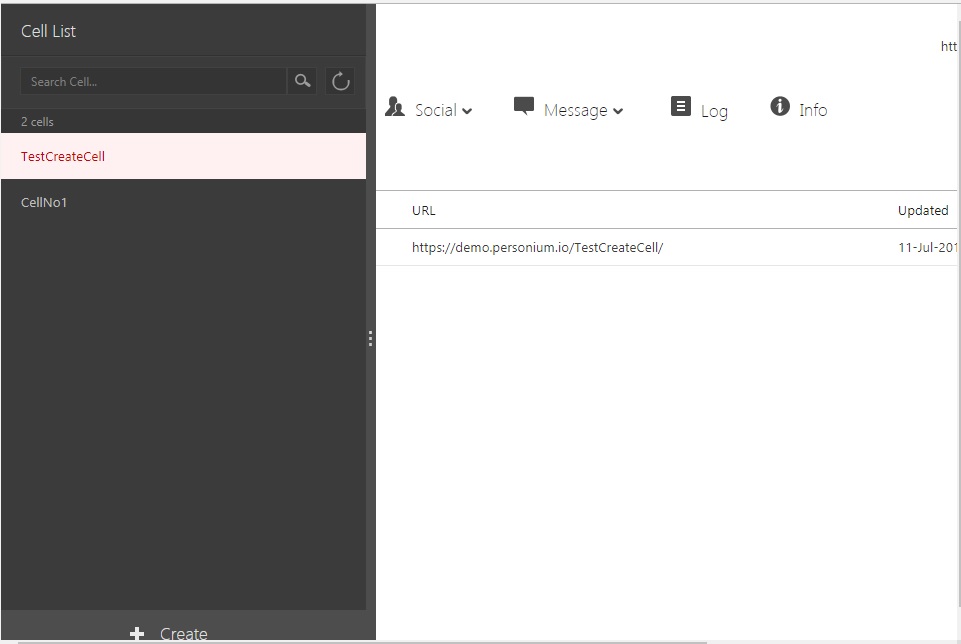 Cell List
Search Cell...
2 cells
TestCreateCell
CellNo1
Create
htt
Social
Message
Log
Info
URL Updated
https://demo.personium.io/TestCreateCell/ 11-Jul-201